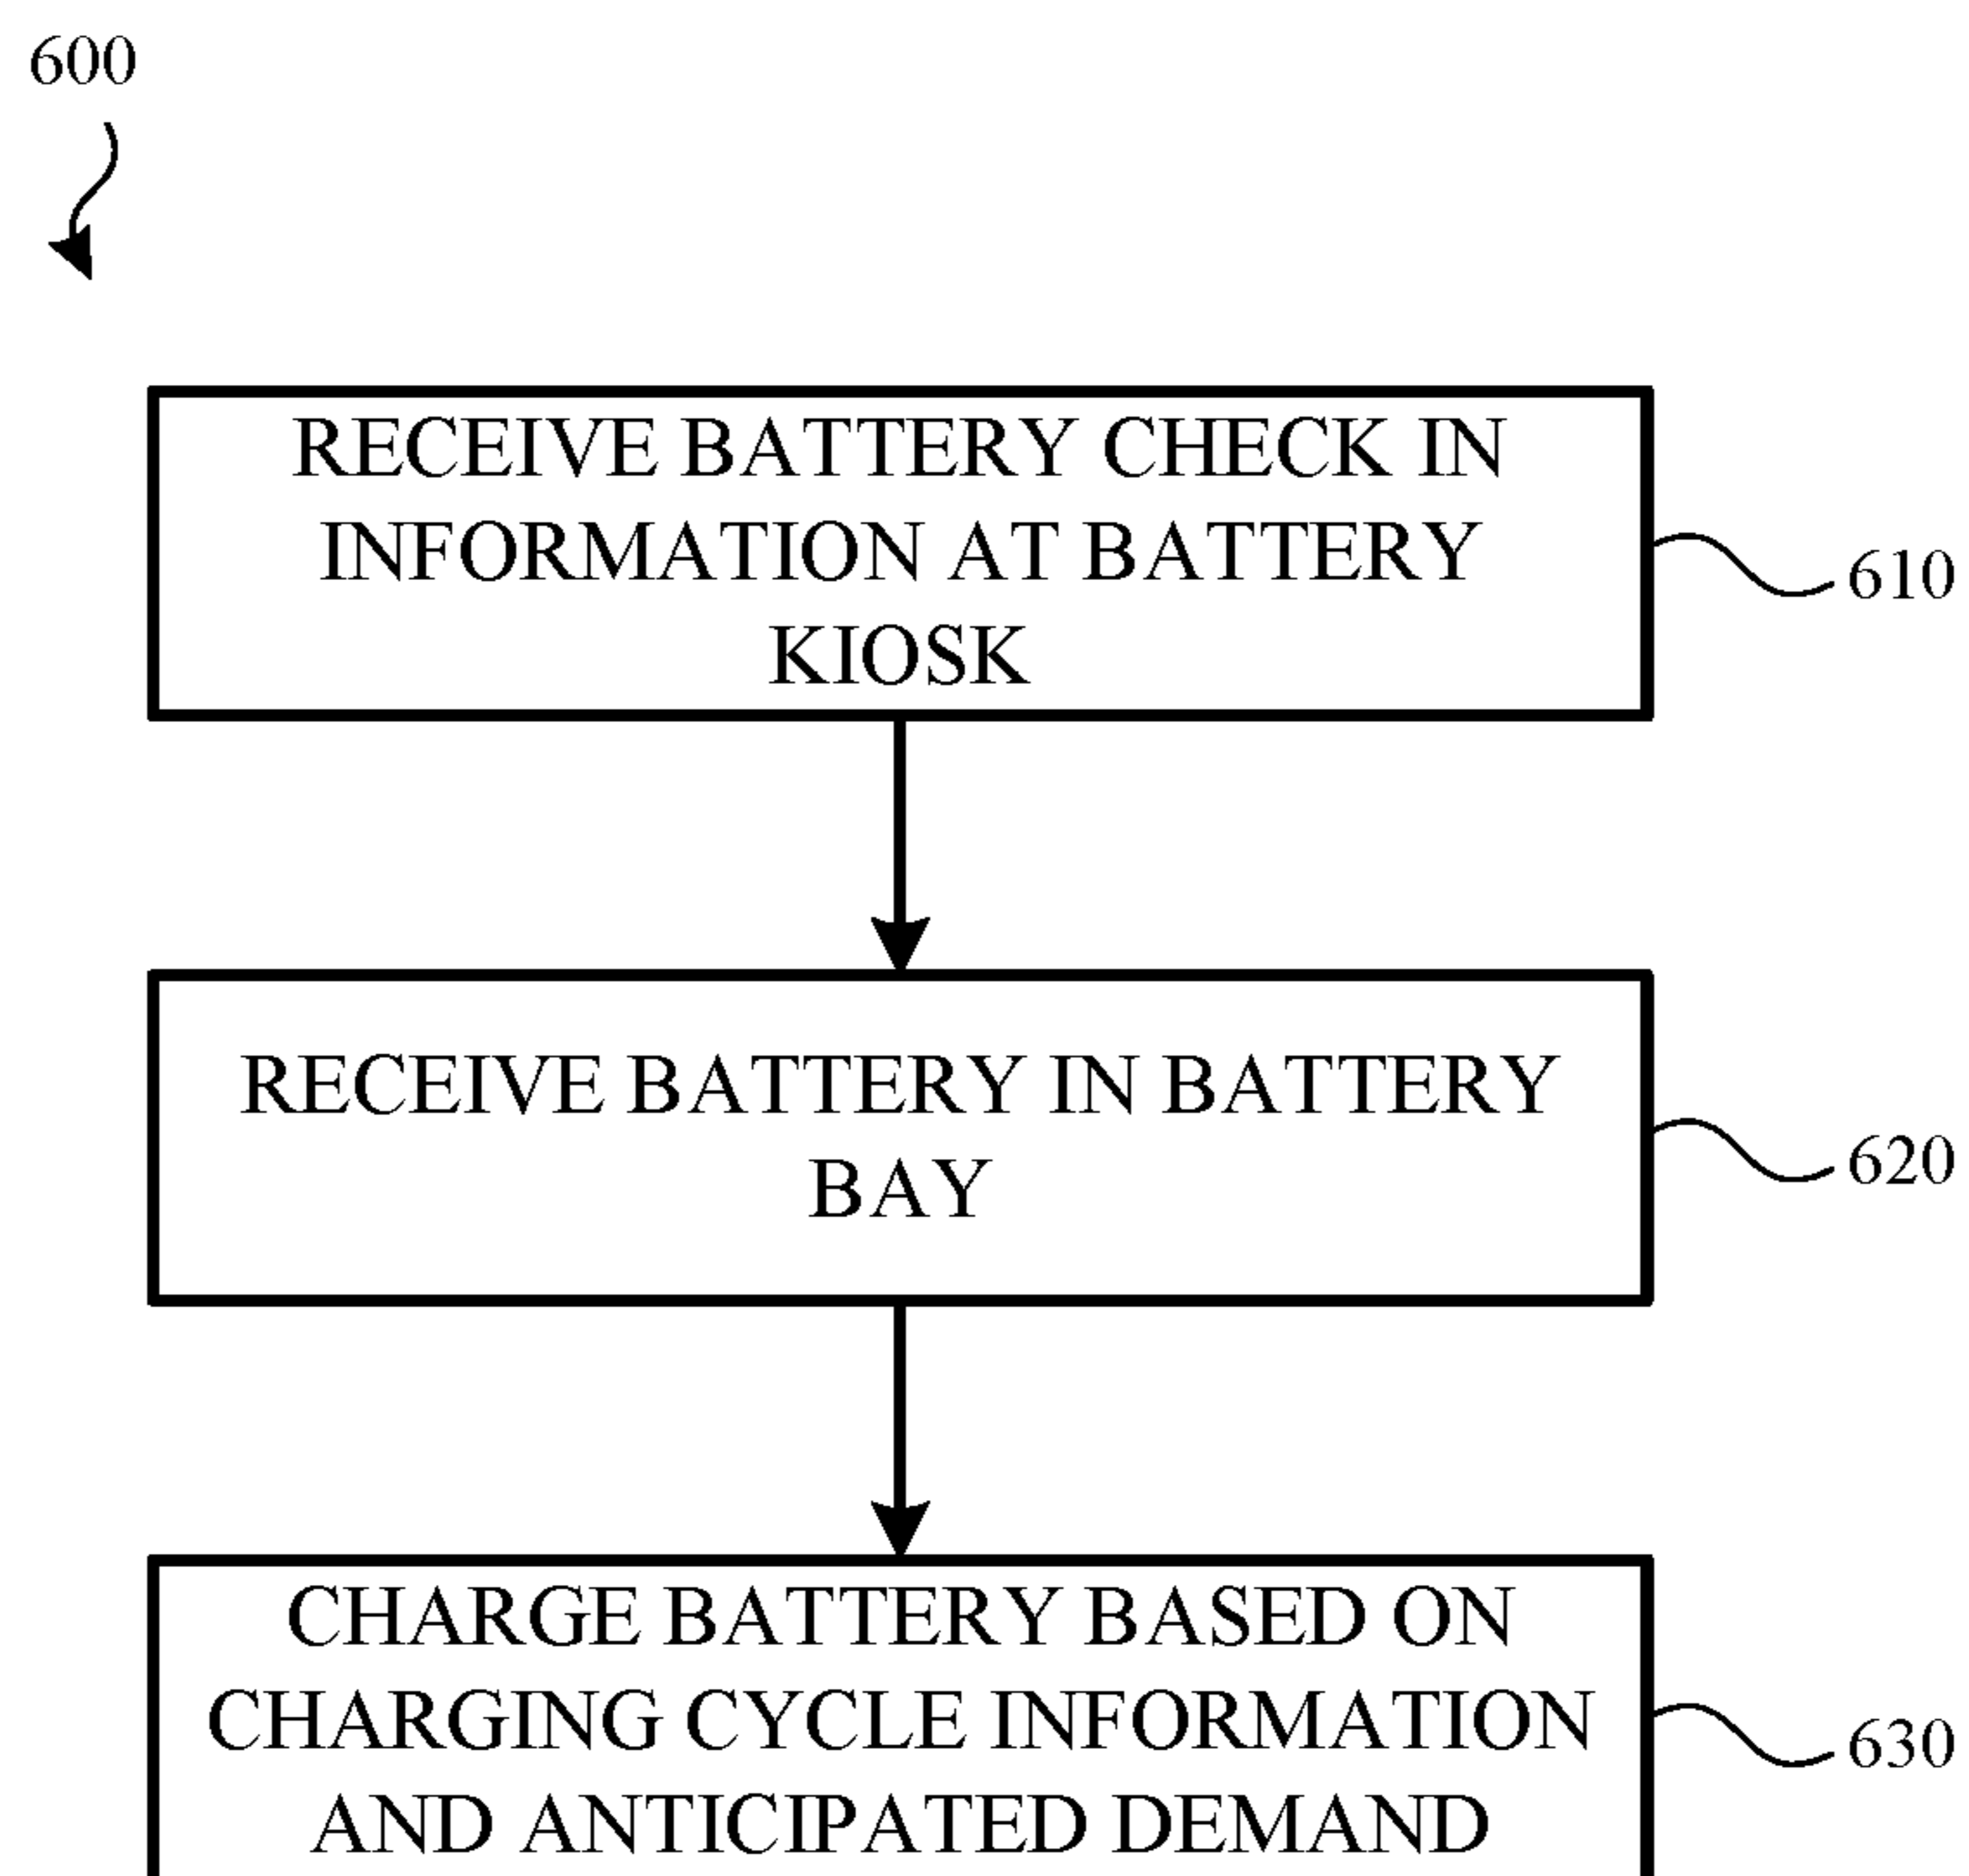 600
RECEIVE BATTERY CHECK IN
INFORMATION AT BATTERY
KIOSK
610
RECEIVE BATTERY IN BATTERY
BAY
620
CHARGE BATTERY BASED ON
CHARGING CYCLE INFORMATION
AND ANTICIPATED DEMAND
630